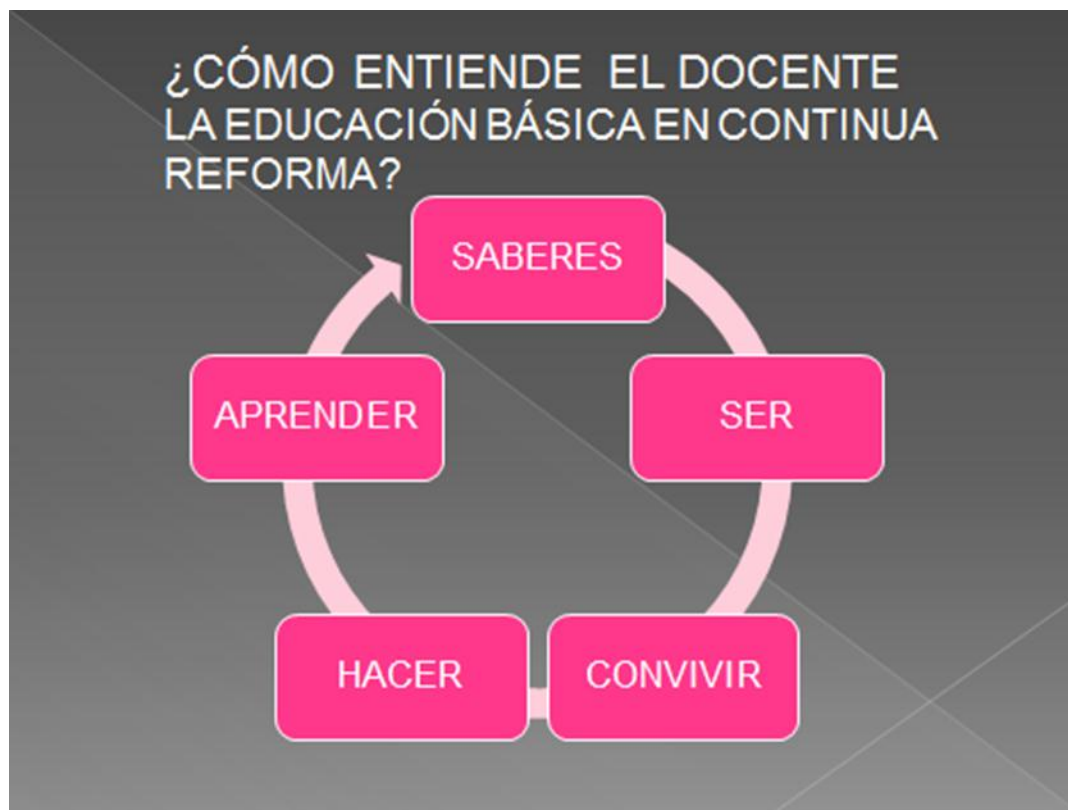 ¿CÓMO ENTIENDE EL DOCENTE
LA EDUCACIÓN BÁSICA EN CONTINUA
REFORMA?
SABERES
SER
CONVIVIR
HACER
APRENDER